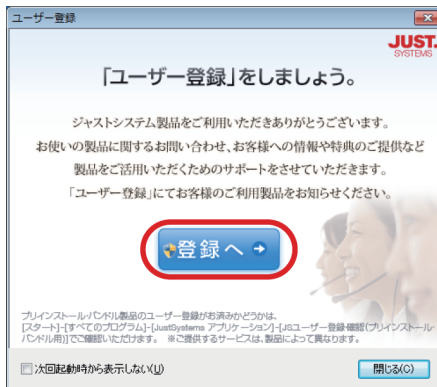 ユーザー登録
JUST.
SYSTEMS
「ユーザー登録」をしましょう。
ジャストシステム製品をご利用いただきありがとうございます。
お使いの製品に関するお問い合わせ、お客様への情報や特典のご提供など
製品をご活用いただくためのサポートをさせていただきます。
「ユーザー登録」にてお客様のご利用製品をお知らせください。
登録へ
プリインストール・バンドル製品のユーザー登録がお済みかどうかは、
[スタート]-[すべてのプログラム]-[JustSystems アプリケーション]-[JSユーザー登録確認(プリインストール・
バンドル用)]でご確認いただけます。 ※ご提供するサービスは、製品によって異なります。
次回起動時から表示しない(U)
閉じる(C)